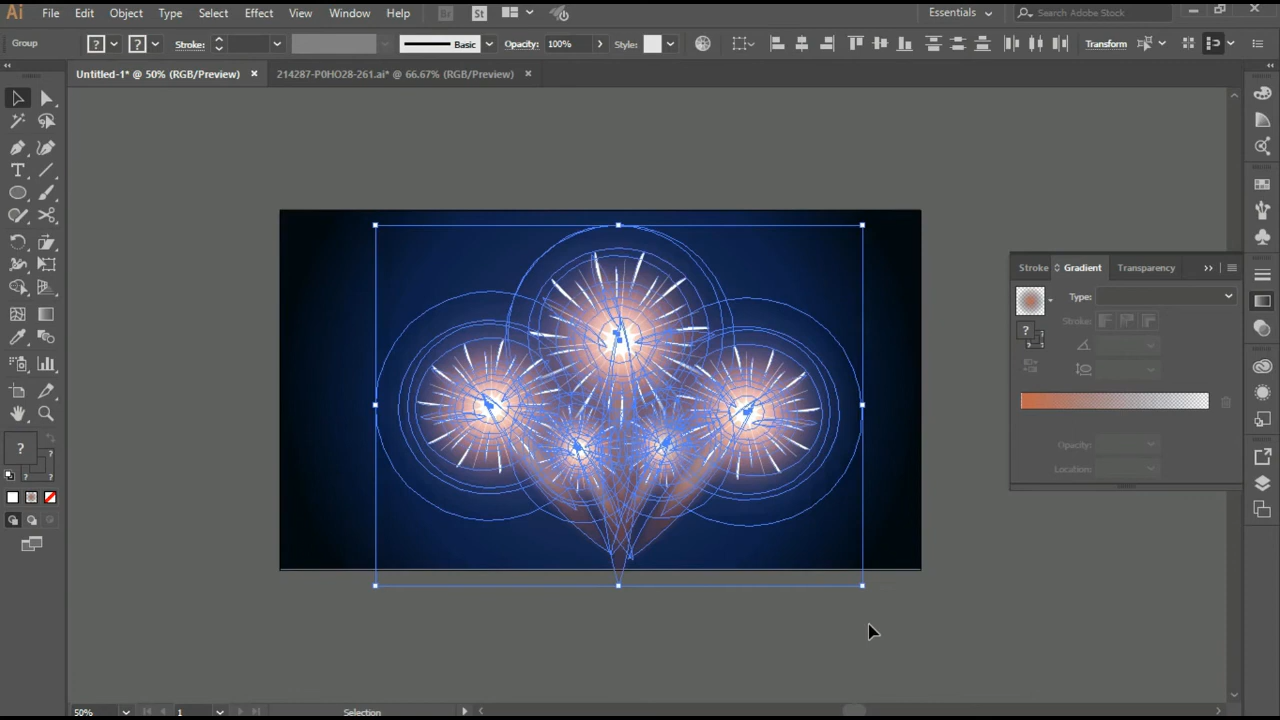 Ai File Edit Object Type Select Effect View Window Help Br St Essentials Search Adobe Stock
Group ? ? Stroke: Basic Opacity: 100% Style: Transform
Untitled-1* @ 50% (RGB/Preview) × 214287-P0HO28-261.ai* @ 66.67% (RGB/Preview) ×
Stroke Gradient Transparency
Type:
Stroke:
?
Opacity:
Location:
T
?
?
? ?
50% 1 Selection